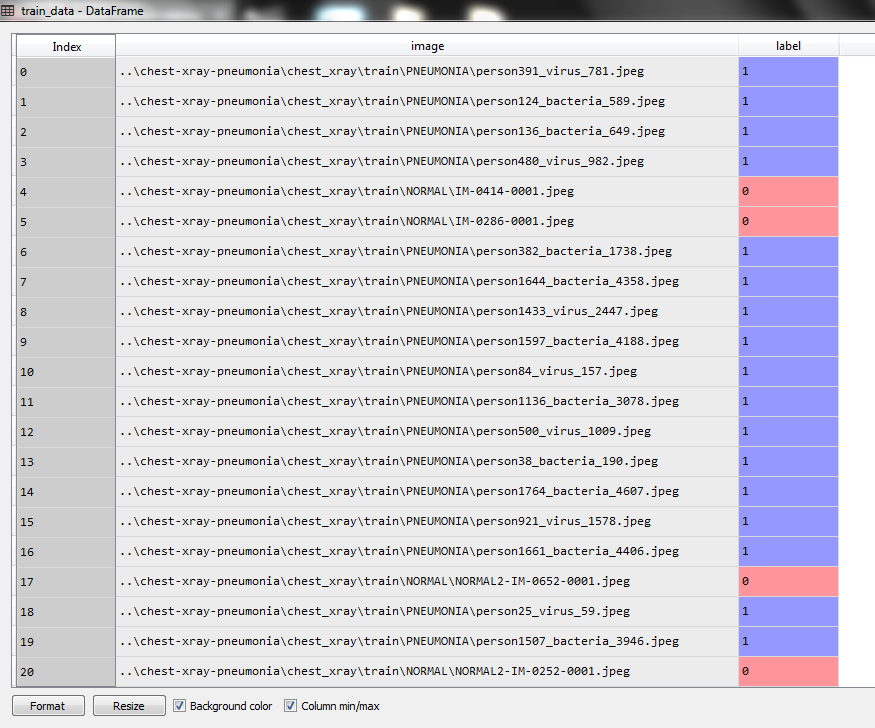 train_data - DataFrame
Index image label
0 ..\chest-xray-pneumonia\chest_xray\train\PNEUMONIA\person391_virus_781.jpeg 1
1 ..\chest-xray-pneumonia\chest_xray\train\PNEUMONIA\person124_bacteria_589.jpeg 1
2 ..\chest-xray-pneumonia\chest_xray\train\PNEUMONIA\person136_bacteria_649.jpeg 1
3 ..\chest-xray-pneumonia\chest_xray\train\PNEUMONIA\person480_virus_982.jpeg 1
4 ..\chest-xray-pneumonia\chest_xray\train\NORMAL\IM-0414-0001.jpeg 0
5 ..\chest-xray-pneumonia\chest_xray\train\NORMAL\IM-0286-0001.jpeg 0
6 ..\chest-xray-pneumonia\chest_xray\train\PNEUMONIA\person382_bacteria_1738.jpeg 1
7 ..\chest-xray-pneumonia\chest_xray\train\PNEUMONIA\person1644_bacteria_4358.jpeg 1
8 ..\chest-xray-pneumonia\chest_xray\train\PNEUMONIA\person1433_virus_2447.jpeg 1
9 ..\chest-xray-pneumonia\chest_xray\train\PNEUMONIA\person1597_bacteria_4188.jpeg 1
10 ..\chest-xray-pneumonia\chest_xray\train\PNEUMONIA\person84_virus_157.jpeg 1
11 ..\chest-xray-pneumonia\chest_xray\train\PNEUMONIA\person1136_bacteria_3078.jpeg 1
12 ..\chest-xray-pneumonia\chest_xray\train\PNEUMONIA\person500_virus_1009.jpeg 1
13 ..\chest-xray-pneumonia\chest_xray\train\PNEUMONIA\person38_bacteria_190.jpeg 1
14 ..\chest-xray-pneumonia\chest_xray\train\PNEUMONIA\person1764_bacteria_4607.jpeg 1
15 ..\chest-xray-pneumonia\chest_xray\train\PNEUMONIA\person921_virus_1578.jpeg 1
16 ..\chest-xray-pneumonia\chest_xray\train\PNEUMONIA\person1661_bacteria_4406.jpeg 1
17 ..\chest-xray-pneumonia\chest_xray\train\NORMAL\NORMAL2-IM-0652-0001.jpeg 0
18 ..\chest-xray-pneumonia\chest_xray\train\PNEUMONIA\person25_virus_59.jpeg 1
19 ..\chest-xray-pneumonia\chest_xray\train\PNEUMONIA\person1507_bacteria_3946.jpeg 1
20 ..\chest-xray-pneumonia\chest_xray\train\NORMAL\NORMAL2-IM-0252-0001.jpeg 0
Format Resize Background color Column min/max